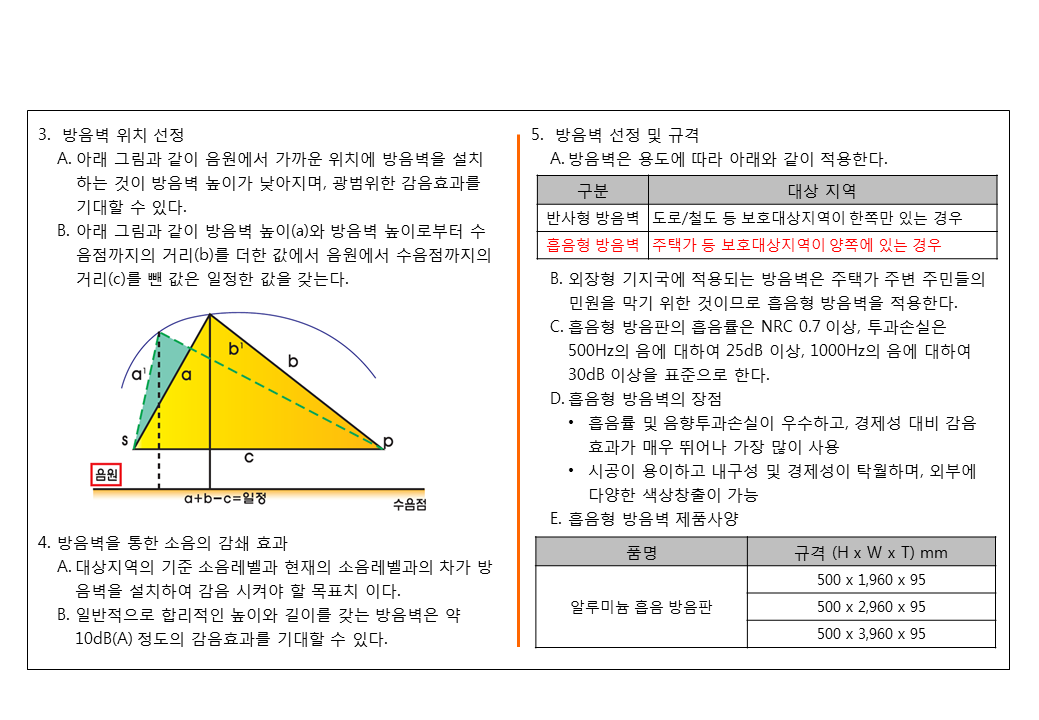 3. 방음벽 위치 선정
A. 아래 그림과 같이 음원에서 가까운 위치에 방음벽을 설치
하는 것이 방음벽 높이가 낮아지며, 광범위한 감음효과를
기대할 수 있다.
B. 아래 그림과 같이 방음벽 높이(a)와 방음벽 높이로부터 수
음점까지의 거리(b)를 더한 값에서 음원에서 수음점까지의
거리(c)를 뺀 값은 일정한 값을 갖는다.
b¹
b
a¹
a
s
p
c
음원
a+b-c=일정
수음점
4. 방음벽을 통한 소음의 감쇄 효과
A. 대상지역의 기준 소음레벨과 현재의 소음레벨과의 차가 방
음벽을 설치하여 감음 시켜야 할 목표치 이다.
B. 일반적으로 합리적인 높이와 길이를 갖는 방음벽은 약
10dB(A) 정도의 감음효과를 기대할 수 있다.
5. 방음벽 선정 및 규격
A. 방음벽은 용도에 따라 아래와 같이 적용한다.
구분 대상 지역
반사형 방음벽 도로/철도 등 보호대상지역이 한쪽만 있는 경우
흡음형 방음벽 주택가 등 보호대상지역이 양쪽에 있는 경우
B. 외장형 기지국에 적용되는 방음벽은 주택가 주변 주민들의
민원을 막기 위한 것이므로 흡음형 방음벽을 적용한다.
C. 흡음형 방음판의 흡음률은 NRC 0.7 이상, 투과손실은
500Hz의 음에 대하여 25dB 이상, 1000Hz의 음에 대하여
30dB 이상을 표준으로 한다.
D. 흡음형 방음벽의 장점
• 흡음률 및 음향투과손실이 우수하고, 경제성 대비 감음
효과가 매우 뛰어나 가장 많이 사용
• 시공이 용이하고 내구성 및 경제성이 탁월하며, 외부에
다양한 색상창출이 가능
E. 흡음형 방음벽 제품사양
품명 규격 (H x W x T) mm
알루미늄 흡음 방음판
500 x 1,960 x 95
500 x 2,960 x 95
500 x 3,960 x 95